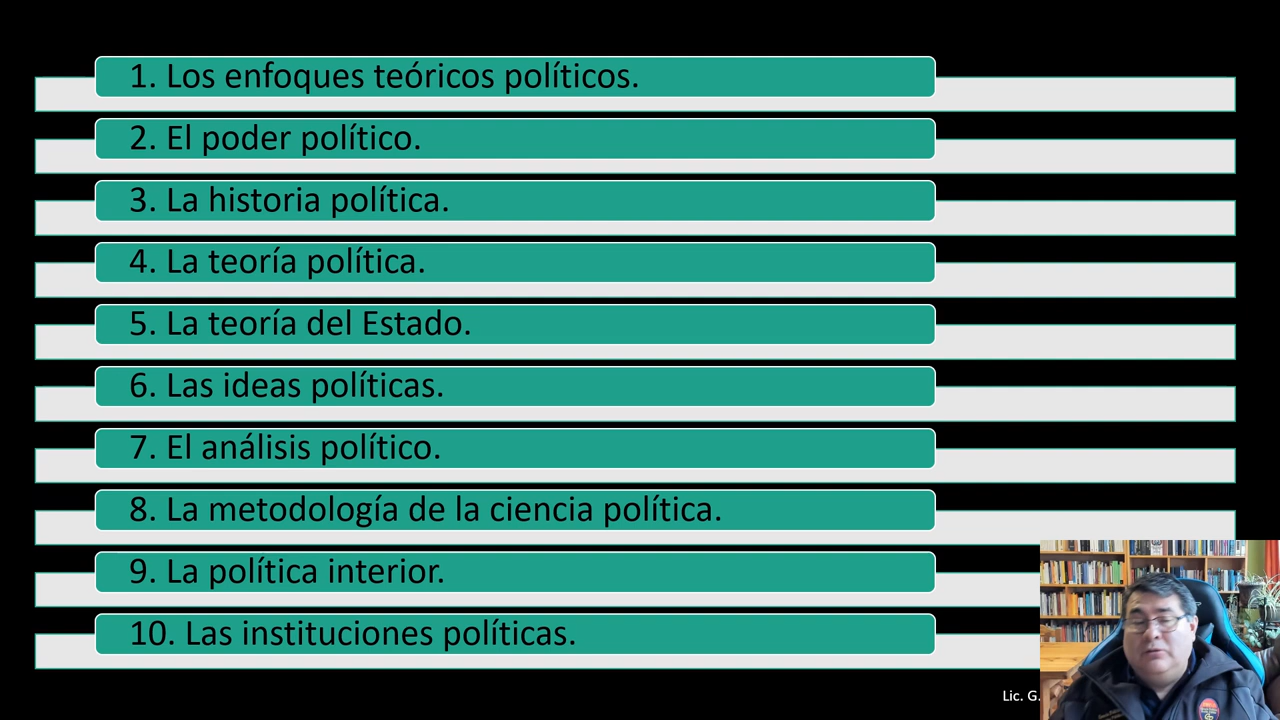 1. Los enfoques teóricos políticos.
2. El poder político.
3. La historia política.
4. La teoría política.
5. La teoría del Estado.
6. Las ideas políticas.
7. El análisis político.
8. La metodología de la ciencia política.
9. La política interior.
10. Las instituciones políticas.
Lic. G.